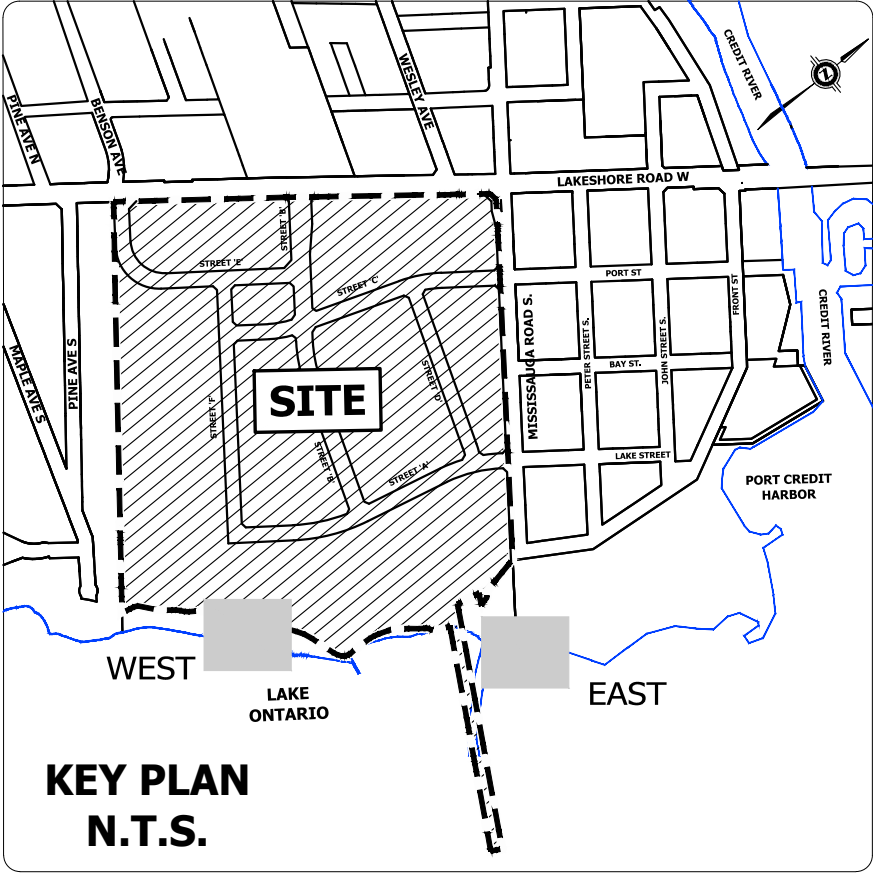 PINE AVE N
BENSON AVE
WESLEY AVE
CREDIT RIVER
N
LAKESHORE ROAD W
STREET 'B'
STREET 'E'
STREET 'C'
PORT ST
FRONT ST
MISSISSAUGA ROAD S.
PETER STREET S.
JOHN STREET S.
CREDIT RIVER
MAPLE AVE S
PINE AVE S
BAY ST.
STREET 'D'
SITE
STREET 'F'
STREET 'B'
STREET 'A'
LAKE STREET
PORT CREDIT
HARBOR
WEST
EAST
LAKE
ONTARIO
KEY PLAN
N.T.S.